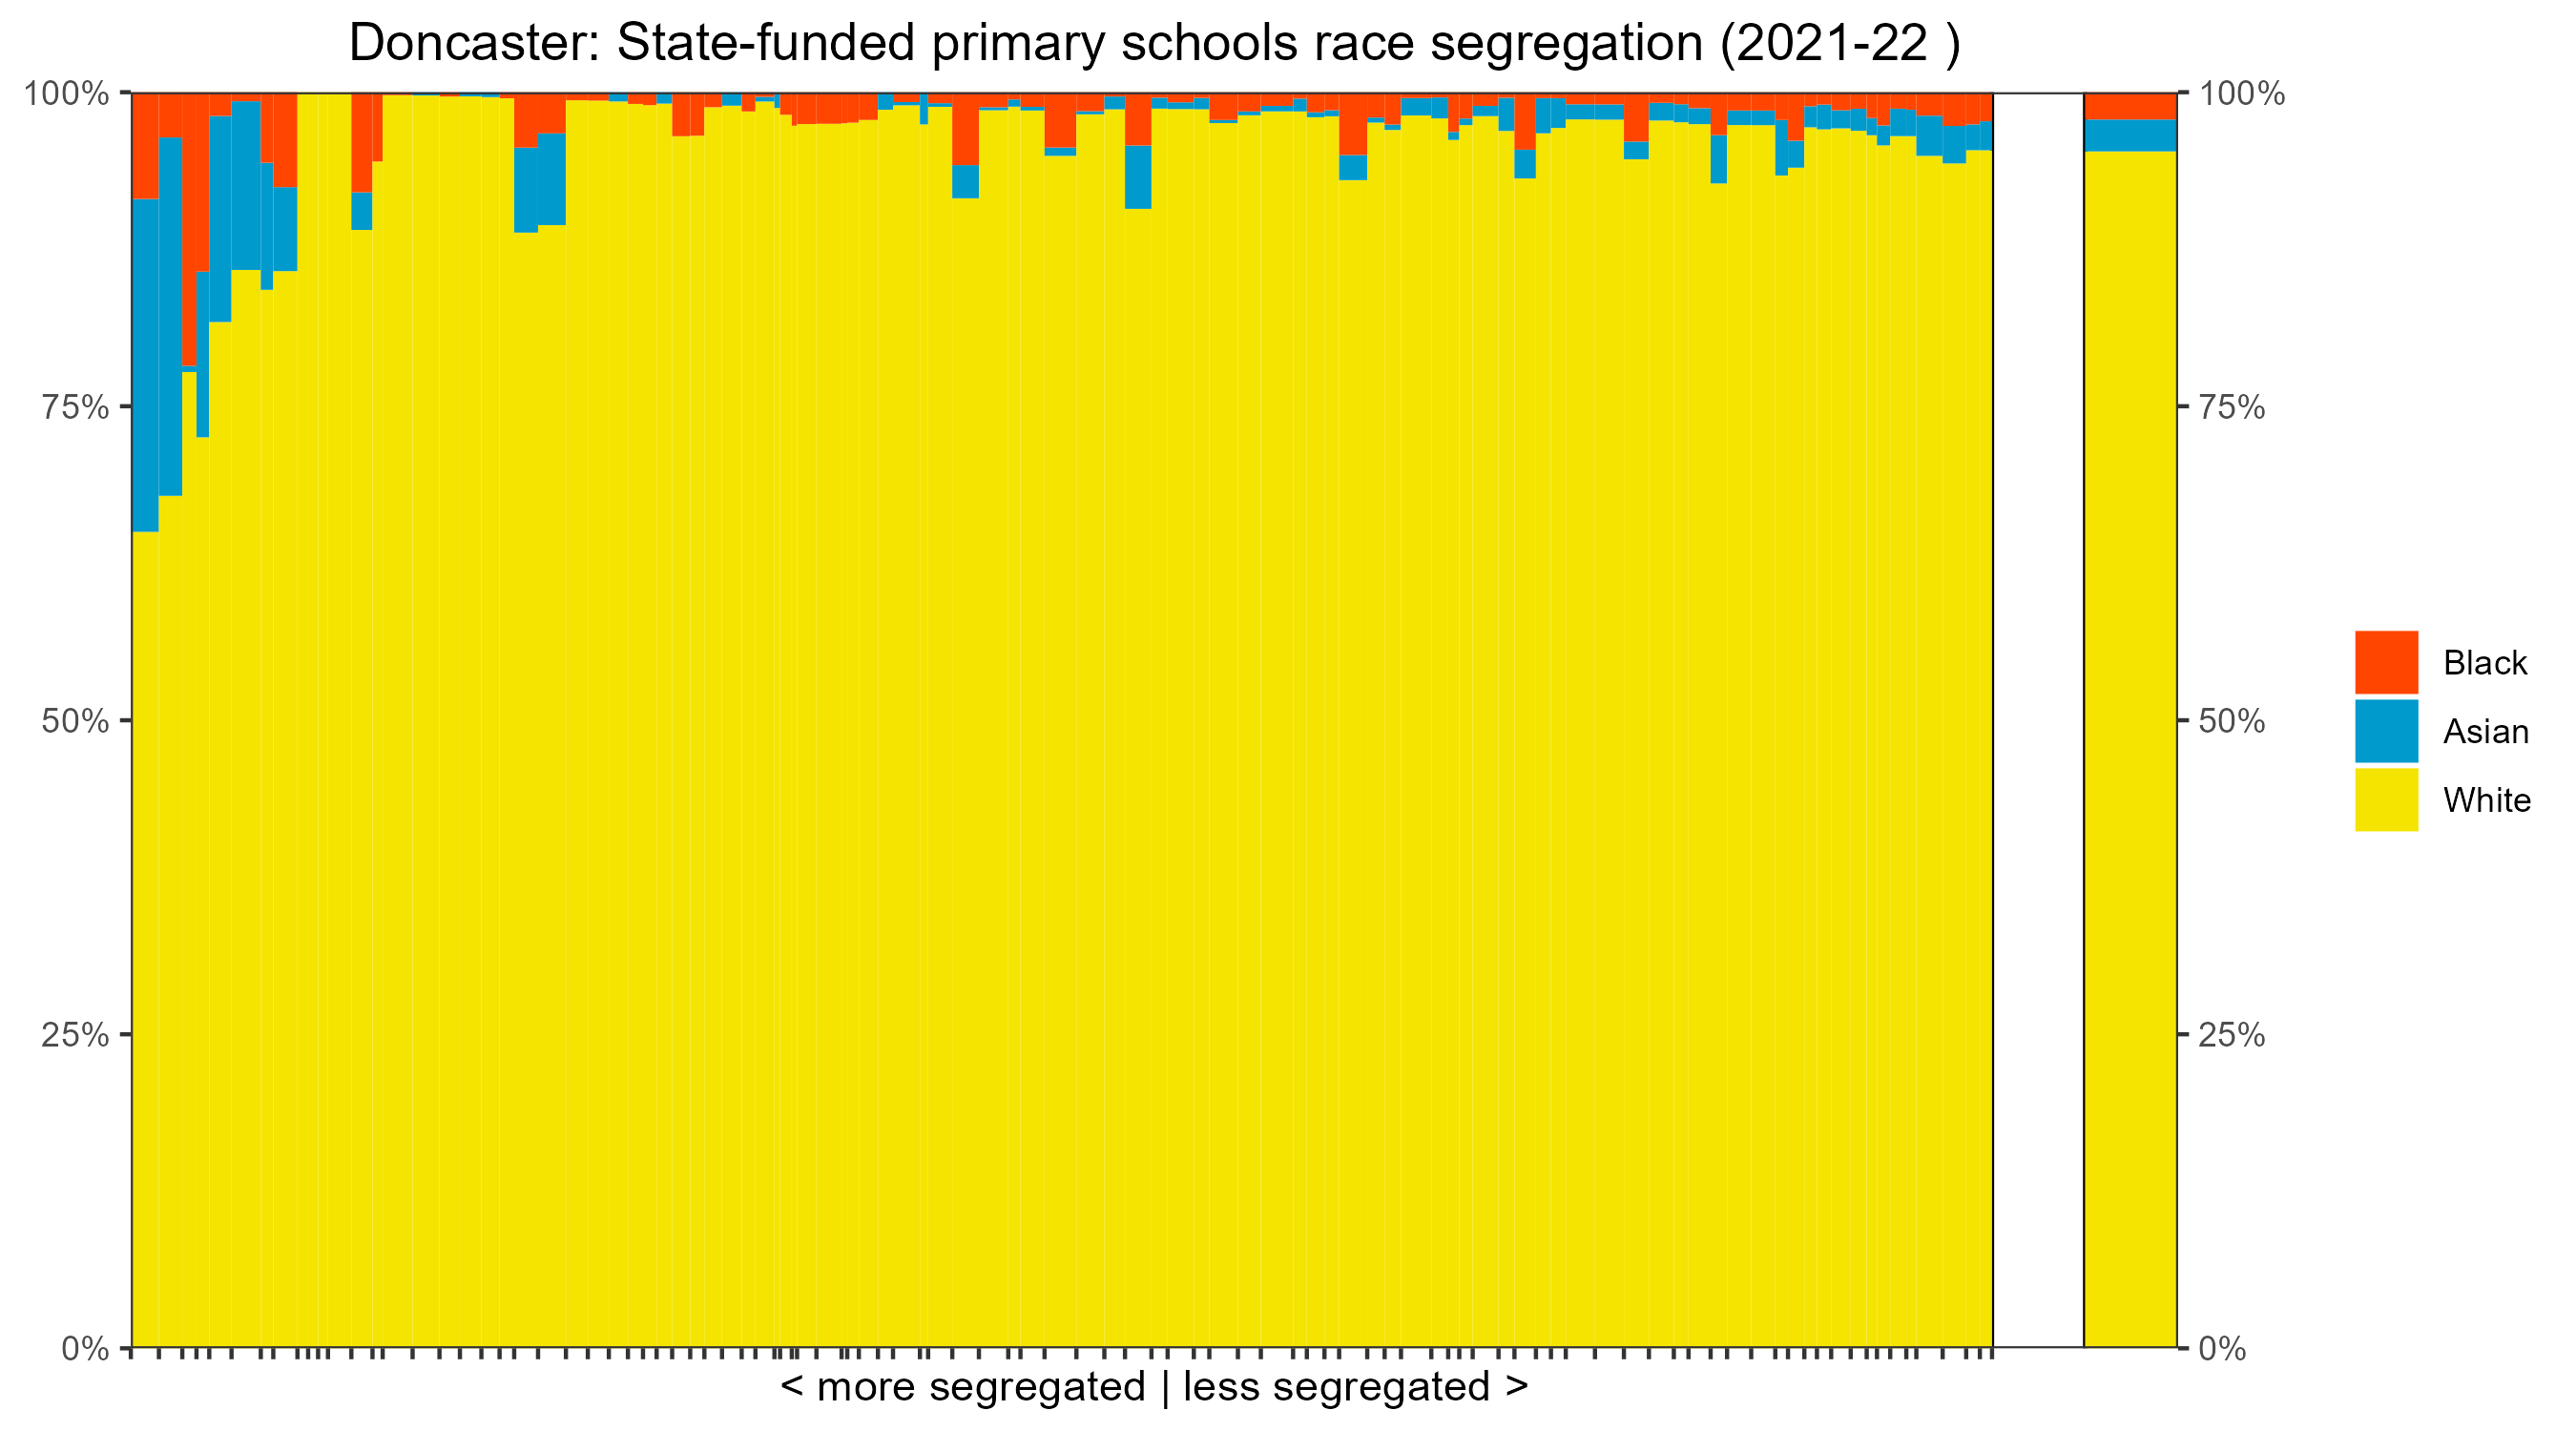 Doncaster: State-funded primary schools race segregation (2021-22 )
100%
75%
50%
25%
0%
100%
75%
50%
25%
0%
Black
Asian
White
< more segregated | less segregated >